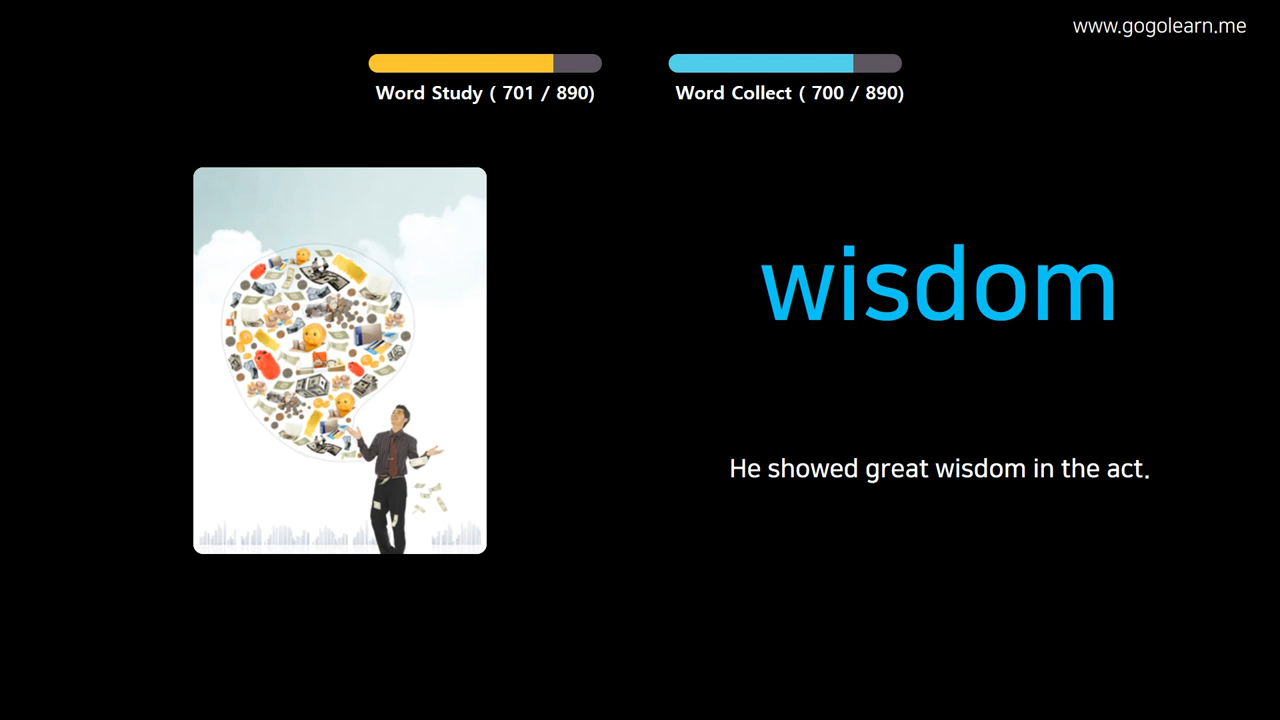 www.gogolearn.me
Word Study ( 701 / 890)
Word Collect ( 700 / 890)
wisdom
He showed great wisdom in the act.